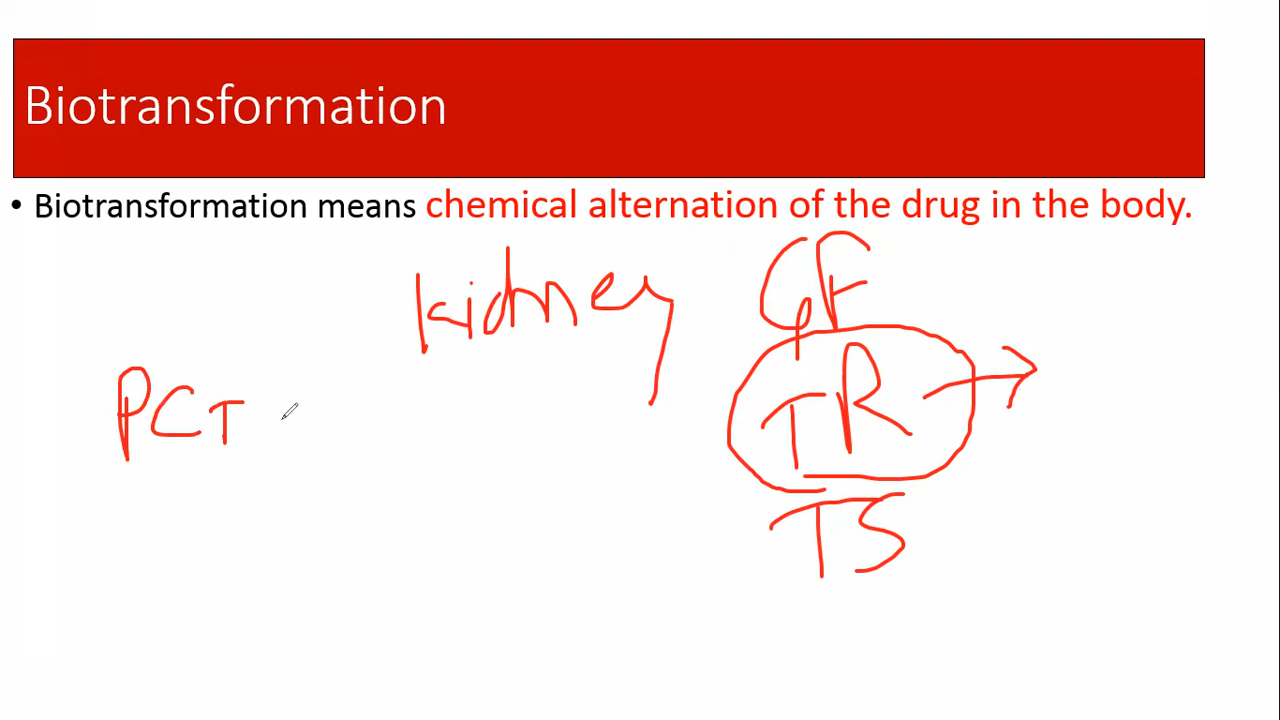 Biotransformation
• Biotransformation means chemical alternation of the drug in the body.
kidney GF
TR
PCT
TS